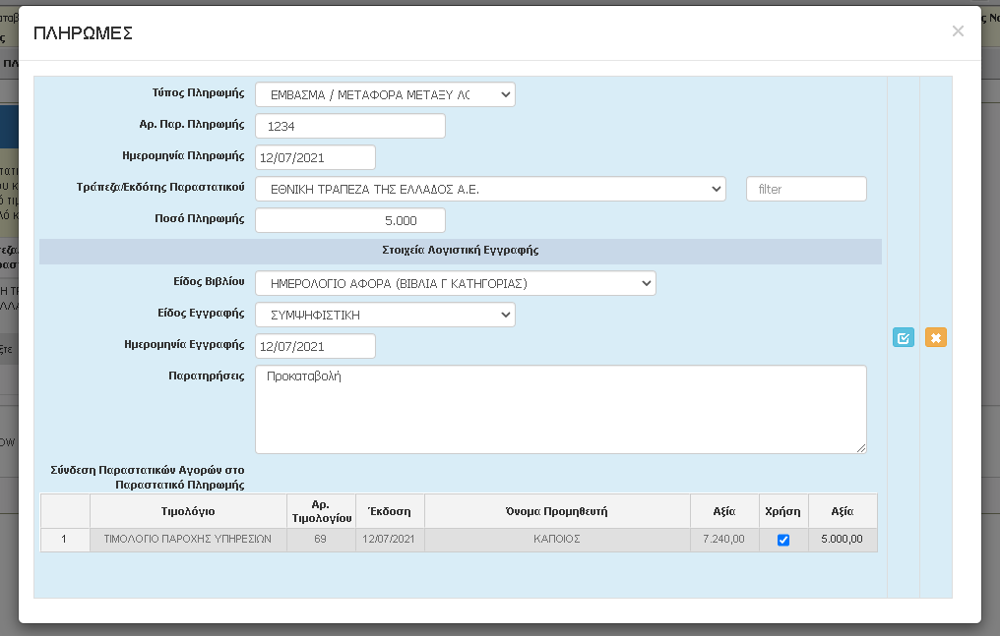 ΠΛΗΡΩΜΕΣ
×
Τύπος Πληρωμής ΕΜΒΑΣΜΑ / ΜΕΤΑΦΟΡΑ ΜΕΤΑΞΥ ΛΟ
Αρ. Παρ. Πληρωμής 1234
Ημερομηνία Πληρωμής 12/07/2021
Τράπεζα/Εκδότης Παραστατικού ΕΘΝΙΚΗ ΤΡΑΠΕΖΑ ΤΗΣ ΕΛΛΑΔΟΣ Α.Ε. filter
Ποσό Πληρωμής 5.000
Στοιχεία Λογιστική Εγγραφής
Είδος Βιβλίου ΗΜΕΡΟΛΟΓΙΟ ΑΦΟΡΑ (ΒΙΒΛΙΑ Γ ΚΑΤΗΓΟΡΙΑΣ)
Είδος Εγγραφής ΣΥΜΨΗΦΙΣΤΙΚΗ
Ημερομηνία Εγγραφής 12/07/2021
Παρατηρήσεις Προκαταβολή
Σύνδεση Παραστατικών Αγορών στο
Παραστατικό Πληρωμής
Τιμολόγιο Αρ. Τιμολογίου Έκδοση Όνομα Προμηθευτή Αξία Χρήση Αξία
1 ΤΙΜΟΛΟΓΙΟ ΠΑΡΟΧΗΣ ΥΠΗΡΕΣΙΩΝ 69 12/07/2021 ΚΑΠΟΙΟΣ 7.240,00 5.000,00